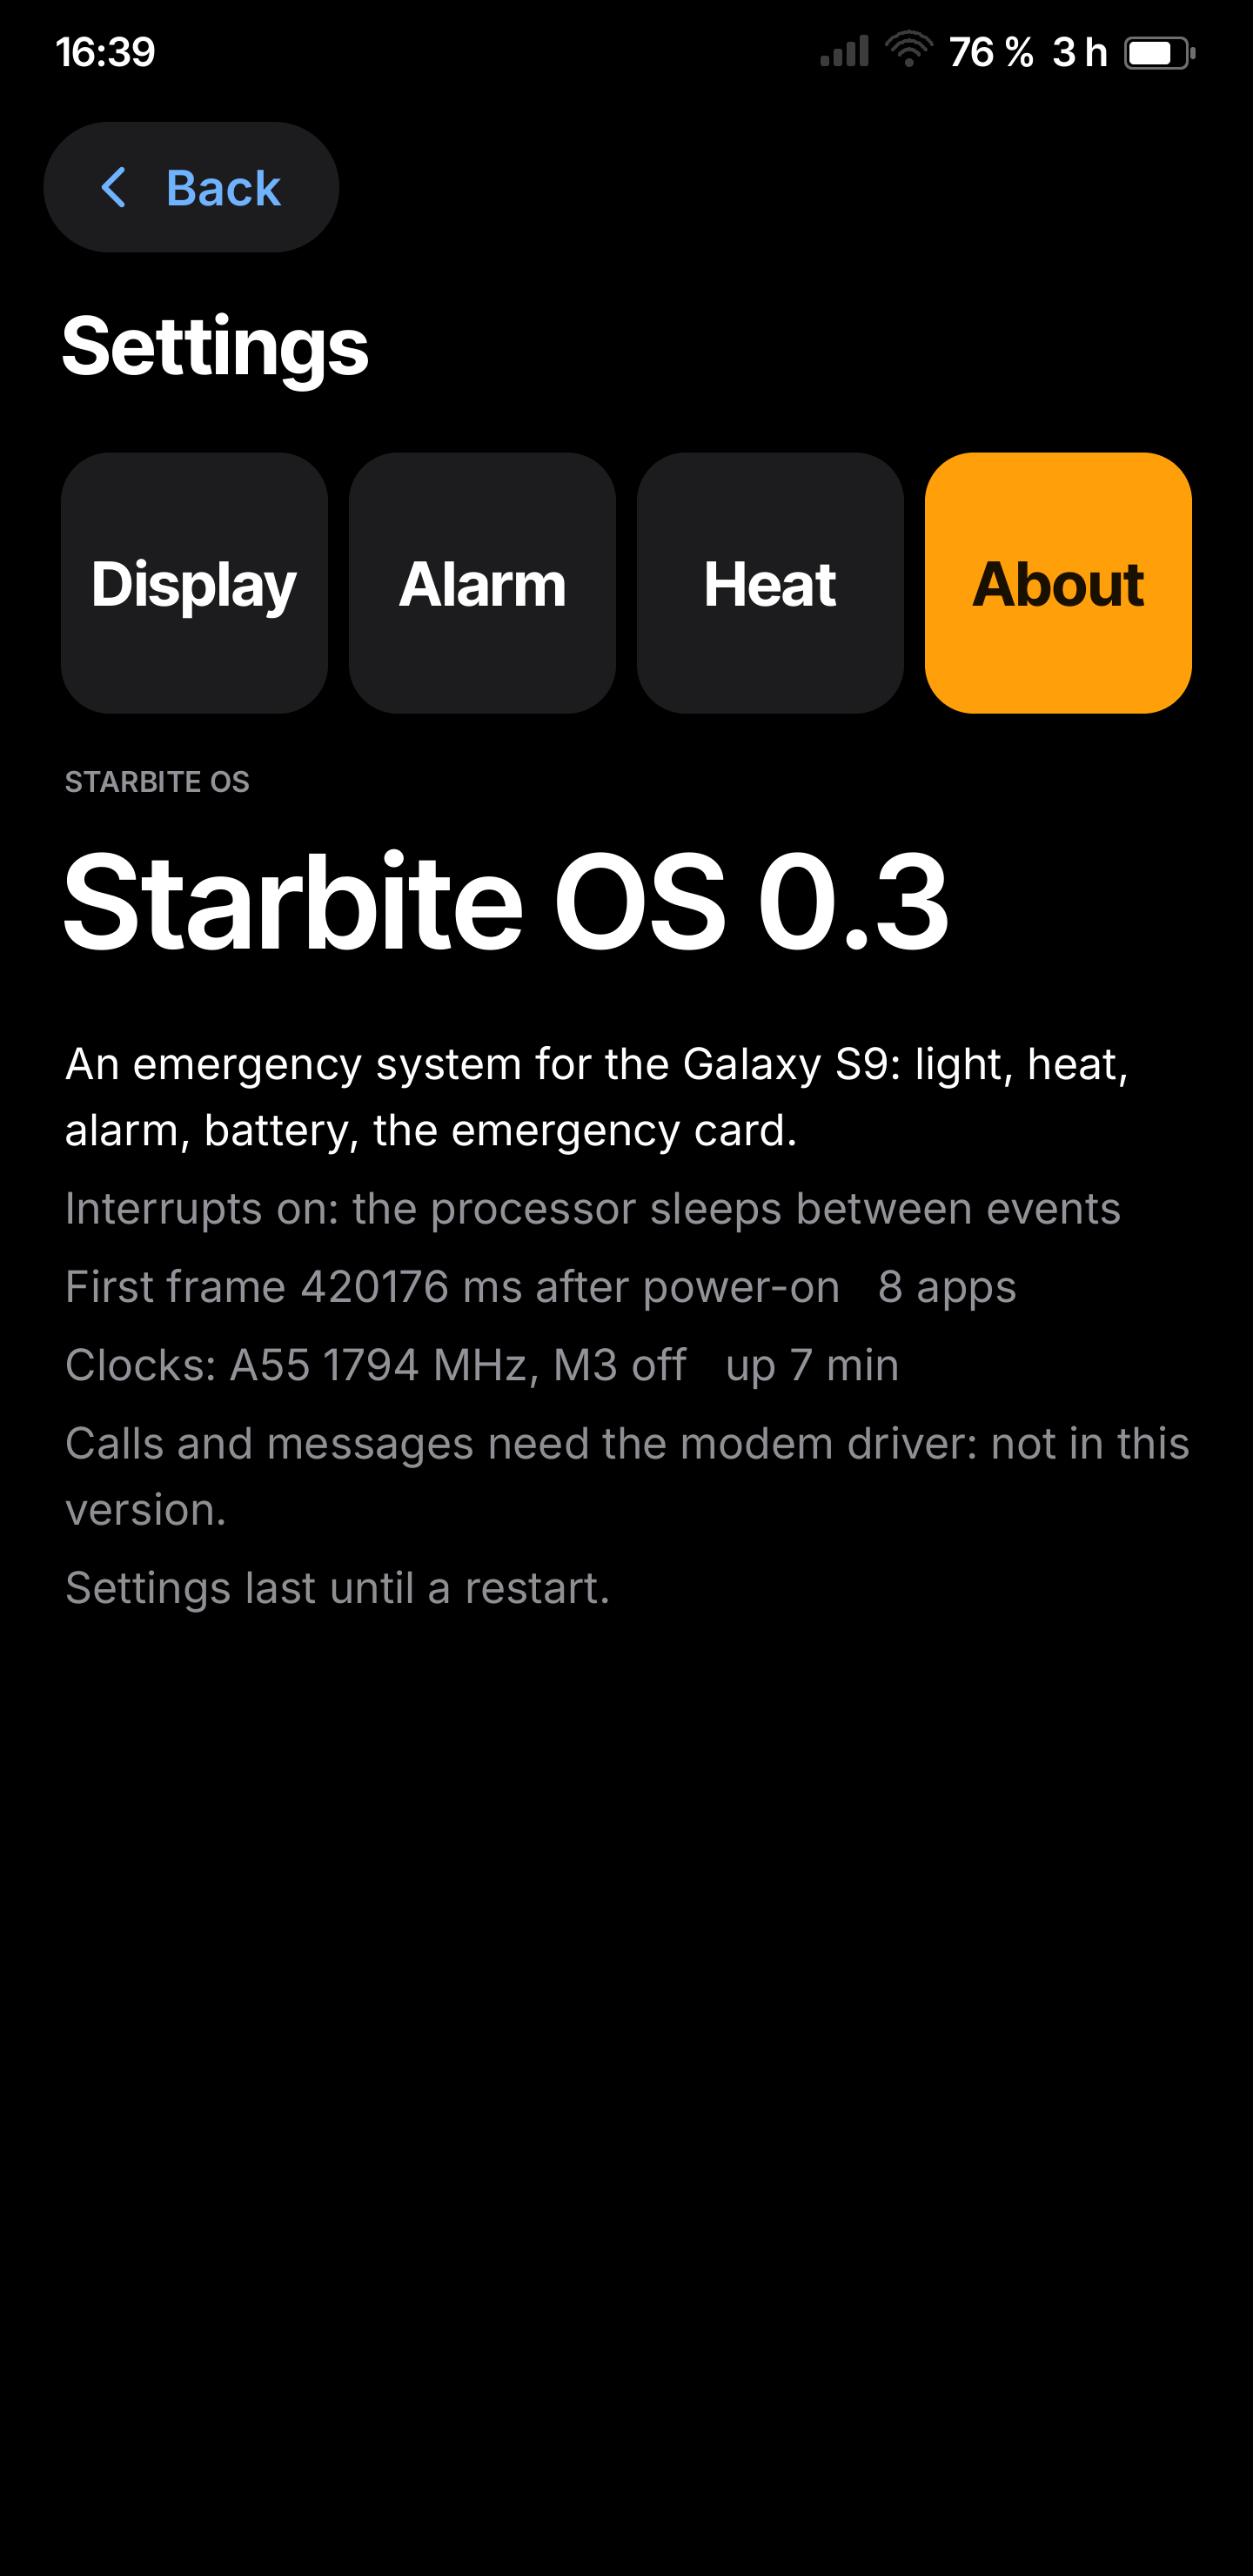 16:39 76 % 3 h
Back
Settings
Display Alarm Heat About
STARBITE OS
Starbite OS 0.3
An emergency system for the Galaxy S9: light, heat,
alarm, battery, the emergency card.
Interrupts on: the processor sleeps between events
First frame 420176 ms after power-on 8 apps
Clocks: A55 1794 MHz, M3 off up 7 min
Calls and messages need the modem driver: not in this
version.
Settings last until a restart.